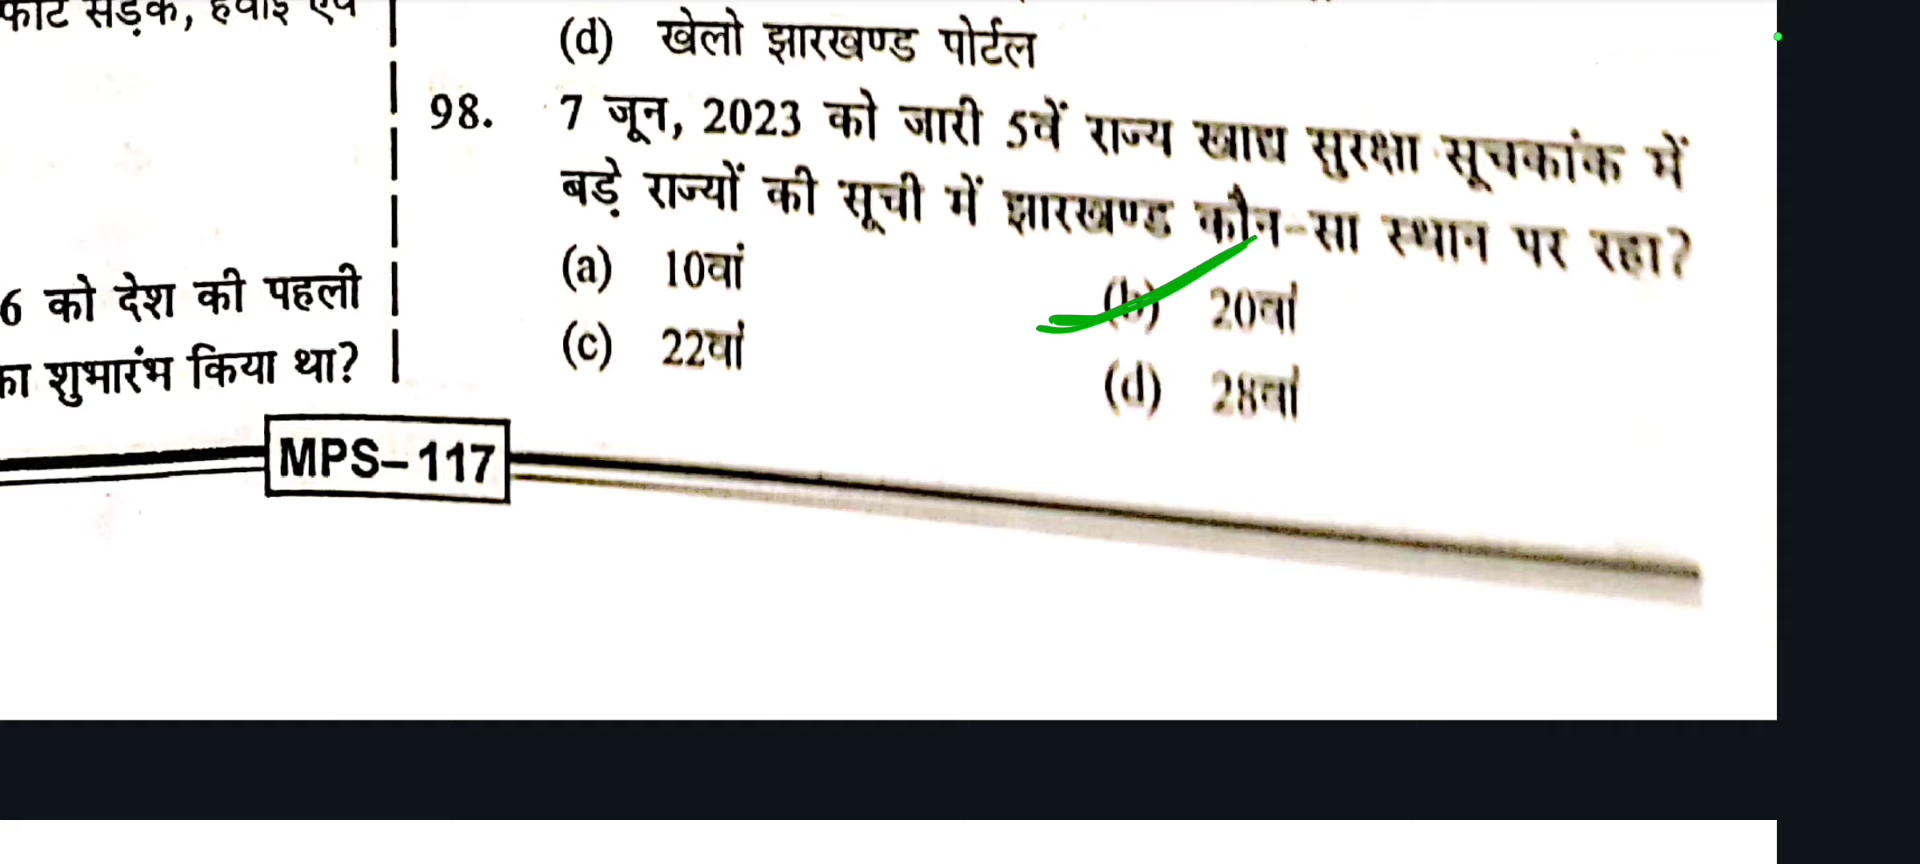 सड़क, हवाई एवं
(d) खेलो झारखण्ड पोर्टल
98. 7 जून, 2023 को जारी 5वें राज्य खाद्य सुरक्षा सूचकांक में
बड़े राज्यों की सूची में झारखण्ड कौन-सा स्थान पर रहा?
(a) 10वां (b) 20वां
(c) 22वां (d) 28वां
6 को देश की पहली
का शुभारंभ किया था?
MPS–117